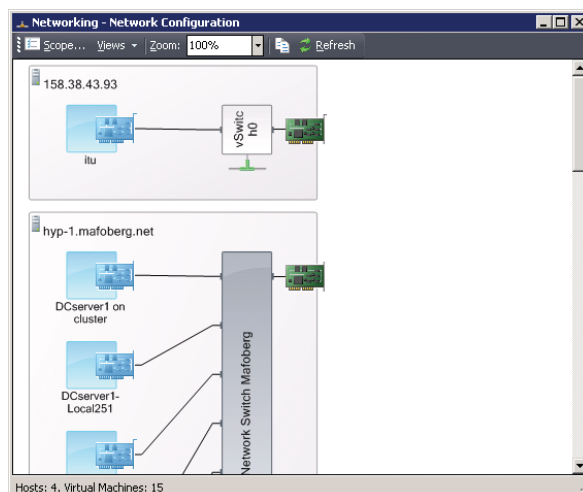 Networking - Network Configuration
Scope... Views Zoom: 100% Refresh
158.38.43.93
vSwitc
h0
itu
hyp-1.mafoberg.net
DCserver1 on
cluster
DCserver1-
Local251
Network Switch Mafoberg
Hosts: 4, Virtual Machines: 15